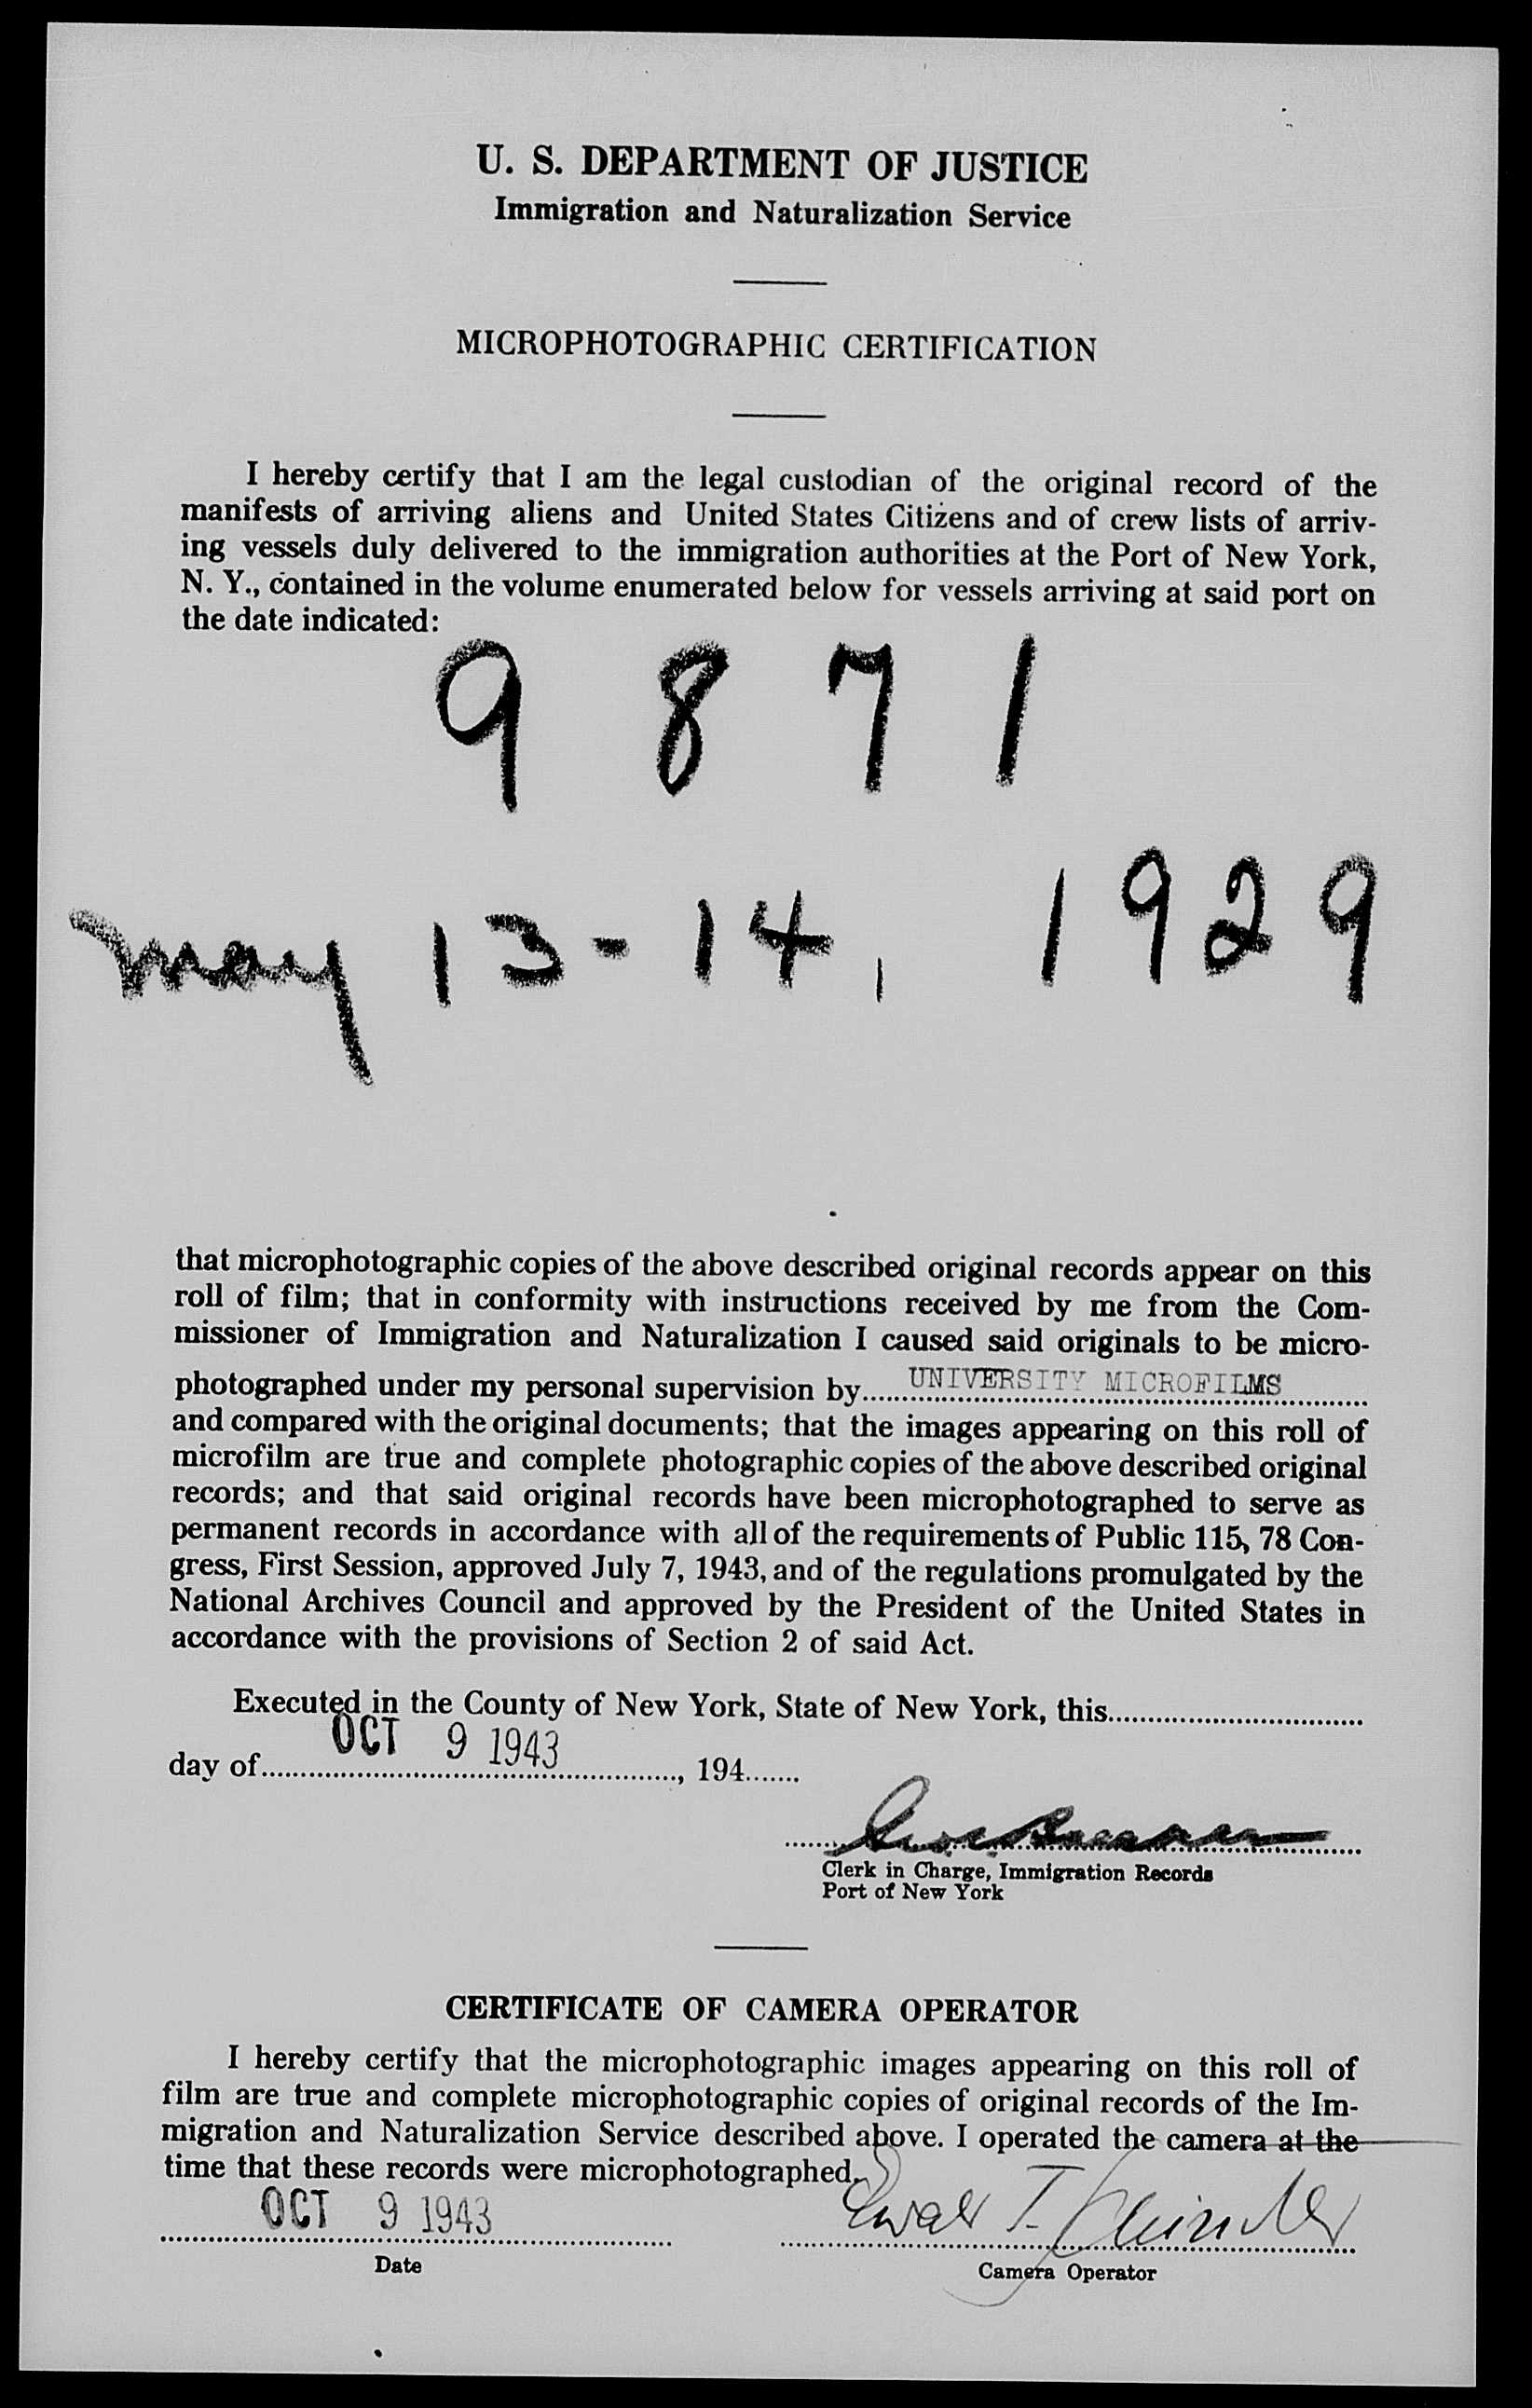 U. S. DEPARTMENT OF JUSTICE
Immigration and Naturalization Service
MICROPHOTOGRAPHIC CERTIFICATION
I hereby certify that I am the legal custodian of the original record of the
manifests of arriving aliens and United States Citizens and of crew lists of arriv-
ing vessels duly delivered to the immigration authorities at the Port of New York,
N. Y., contained in the volume enumerated below for vessels arriving at said port on
the date indicated:
9 8 7 1
May 13-14, 1929
that microphotographic copies of the above described original records appear on this
roll of film; that in conformity with instructions received by me from the Com-
missioner of Immigration and Naturalization I caused said originals to be micro-
photographed under my personal supervision by......UNIVERSITY MICROFILMS......
and compared with the original documents; that the images appearing on this roll of
microfilm are true and complete photographic copies of the above described original
records; and that said original records have been microphotographed to serve as
permanent records in accordance with all of the requirements of Public 115, 78 Con-
gress, First Session, approved July 7, 1943, and of the regulations promulgated by the
National Archives Council and approved by the President of the United States in
accordance with the provisions of Section 2 of said Act.
Executed in the County of New York, State of New York, this......
day of......OCT 9 1943......, 194......
Clerk in Charge, Immigration Records
Port of New York
CERTIFICATE OF CAMERA OPERATOR
I hereby certify that the microphotographic images appearing on this roll of
film are true and complete microphotographic copies of original records of the Im-
migration and Naturalization Service described above. I operated the camera at the
time that these records were microphotographed.
OCT 9 1943
Date
Camera Operator